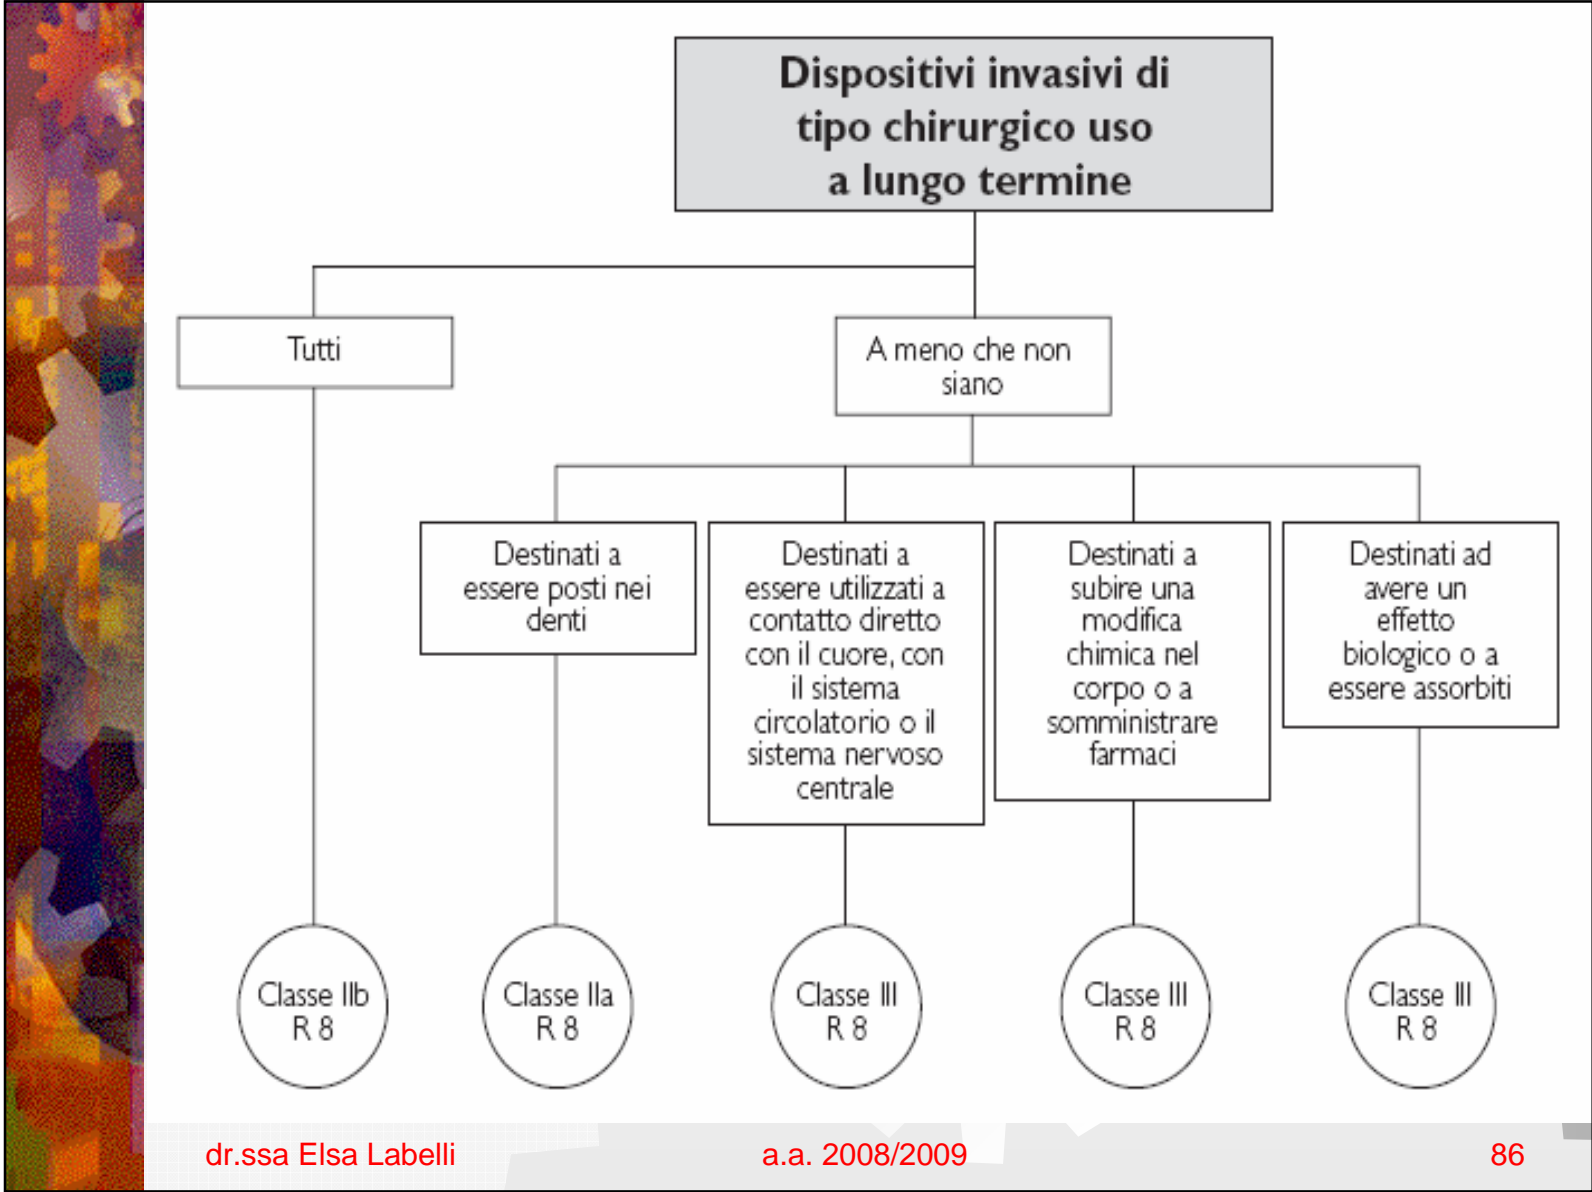 Dispositivi invasivi di
tipo chirurgico uso
a lungo termine
Tutti
A meno che non
siano
Destinati a
essere posti nei
denti
Destinati a
essere utilizzati a
contatto diretto
con il cuore, con
il sistema
circolatorio o il
sistema nervoso
centrale
Destinati a
subire una
modifica
chimica nel
corpo o a
somministrare
farmaci
Destinati ad
avere un
effetto
biologico o a
essere assorbiti
Classe IIb
R 8
Classe IIa
R 8
Classe III
R 8
Classe III
R 8
Classe III
R 8
dr.ssa Elsa Labelli
a.a. 2008/2009
86